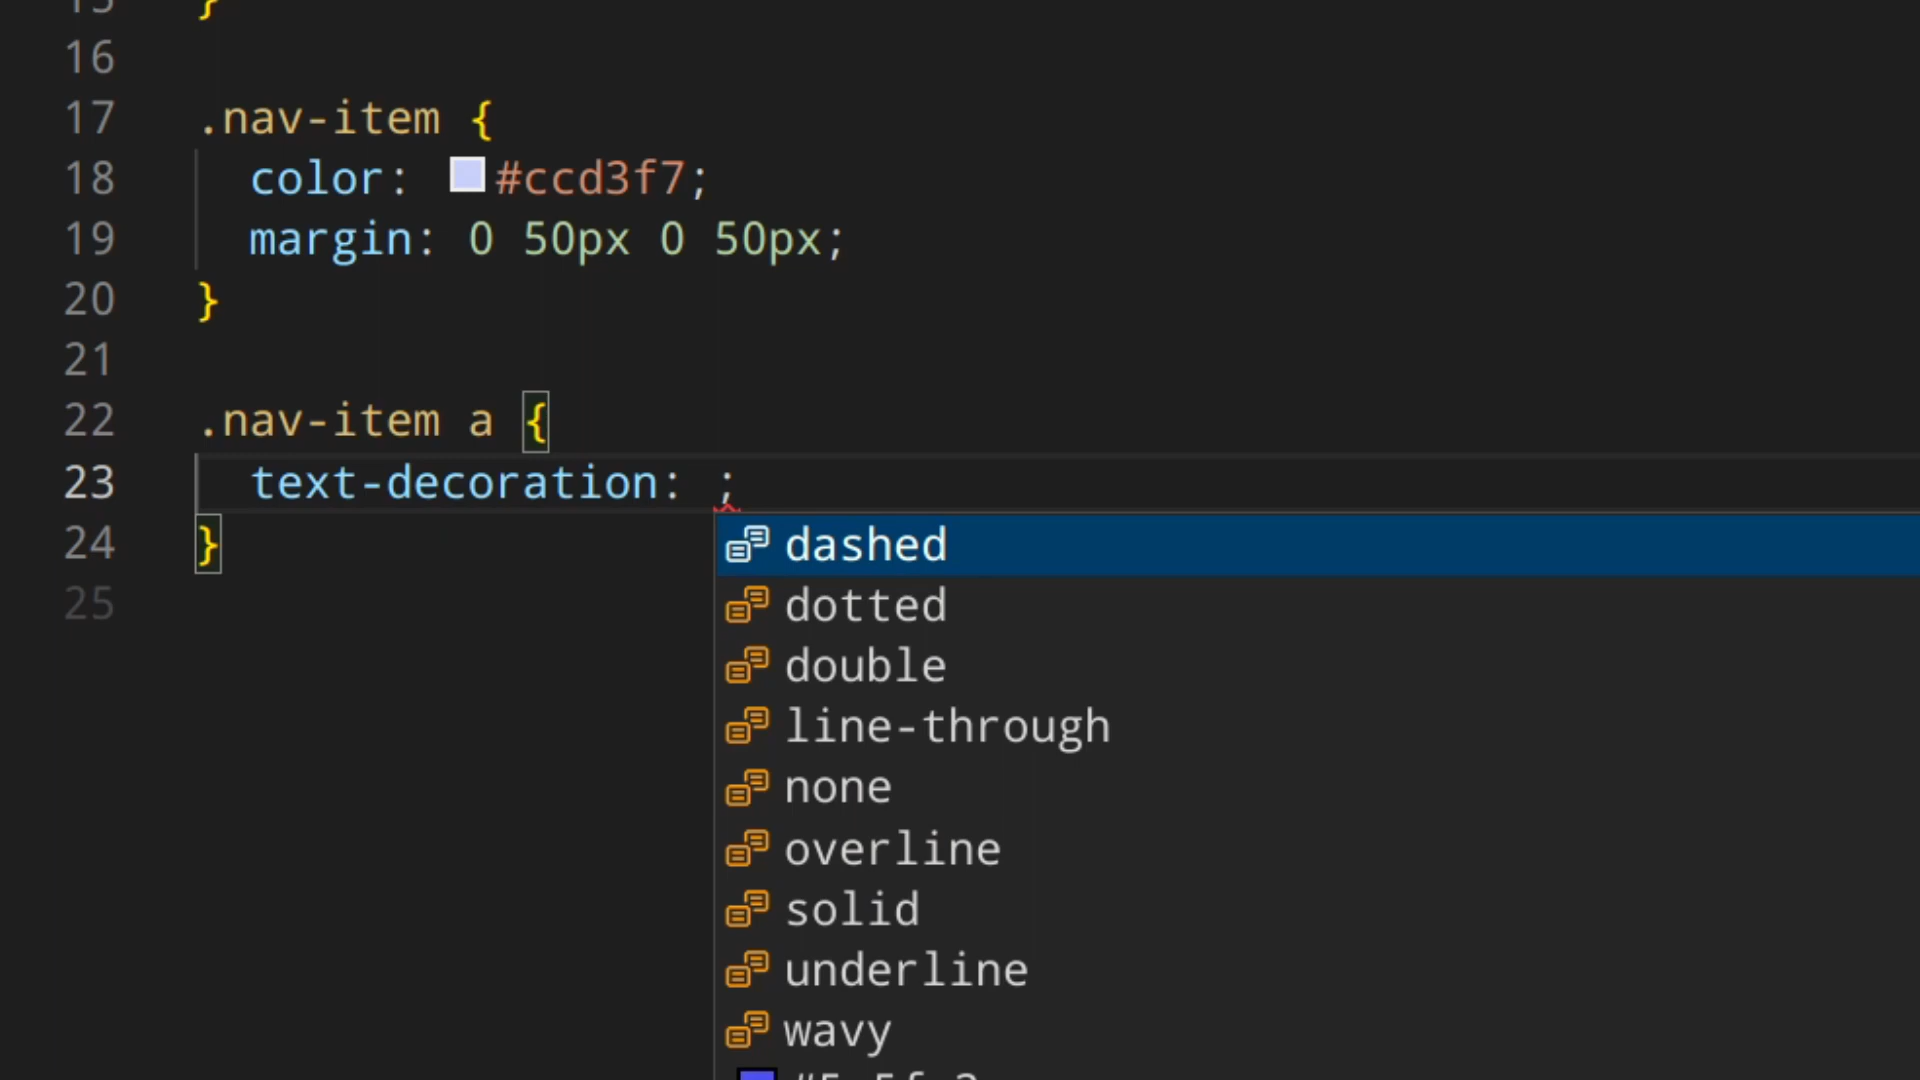 15 }
16
17 .nav-item {
18 color: #ccd3f7;
19 margin: 0 50px 0 50px;
20 }
21
22 .nav-item a {
23 text-decoration: ;
24 }
25
dashed
dotted
double
line-through
none
overline
solid
underline
wavy